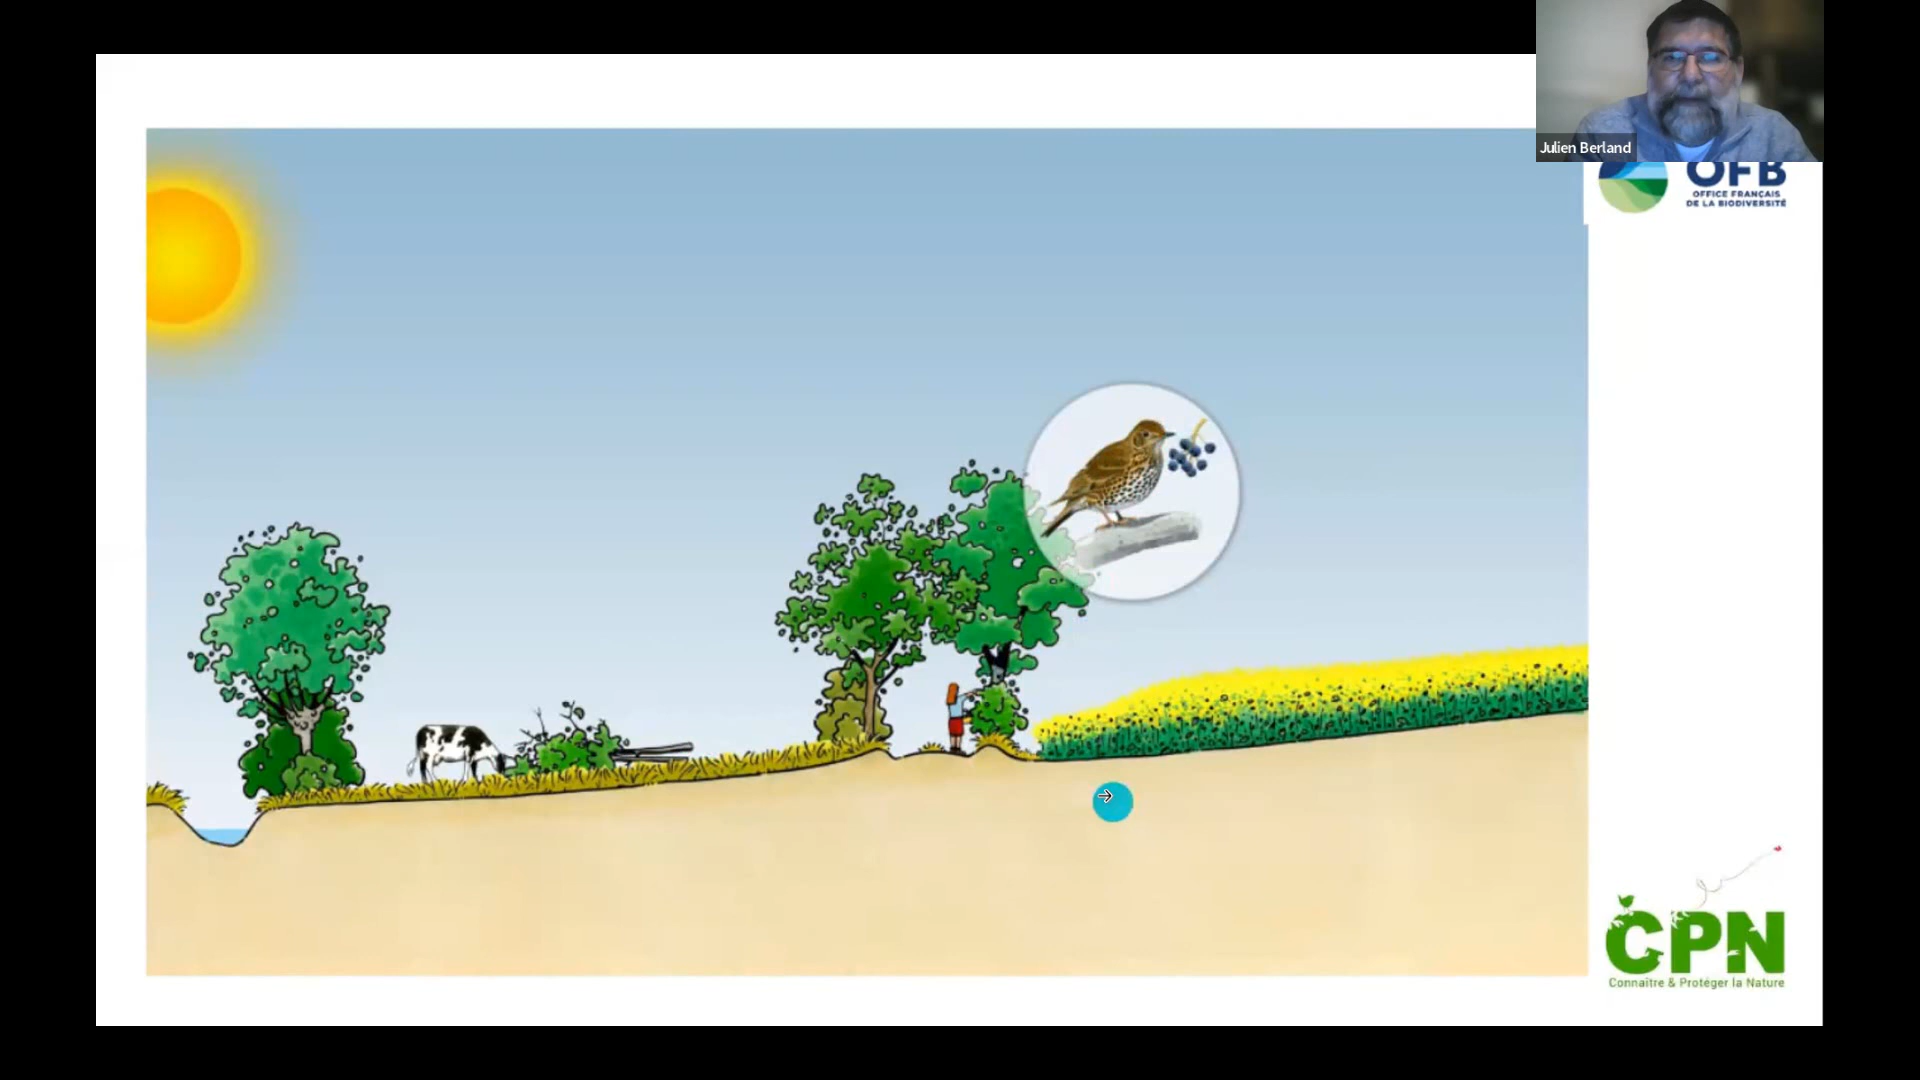 Julien Berland
OFB
OFFICE FRANÇAIS
DE LA BIODIVERSITÉ
CPN
Connaître & Protéger la Nature